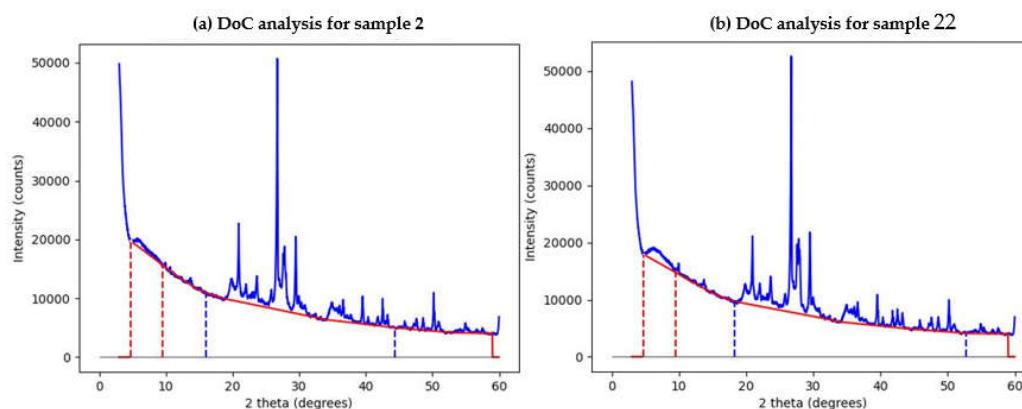 (a) DoC analysis for sample 2
50000
40000
30000
20000
10000
0
Intensity (counts)
0 10 20 30 40 50 60
2 theta (degrees)
(b) DoC analysis for sample 22
50000
40000
30000
20000
10000
0
Intensity (counts)
0 10 20 30 40 50 60
2 theta (degrees)